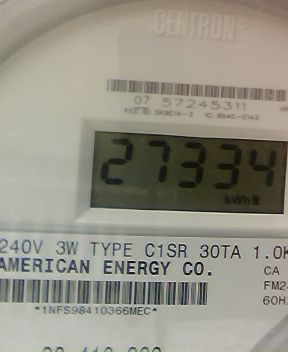 CENTRON®
07 57245311
27334
kWh
240V 3W TYPE C1SR 30TA 1.0K
AMERICAN ENERGY CO.
CA
FM2
60H
*1NFS98410366MEC*